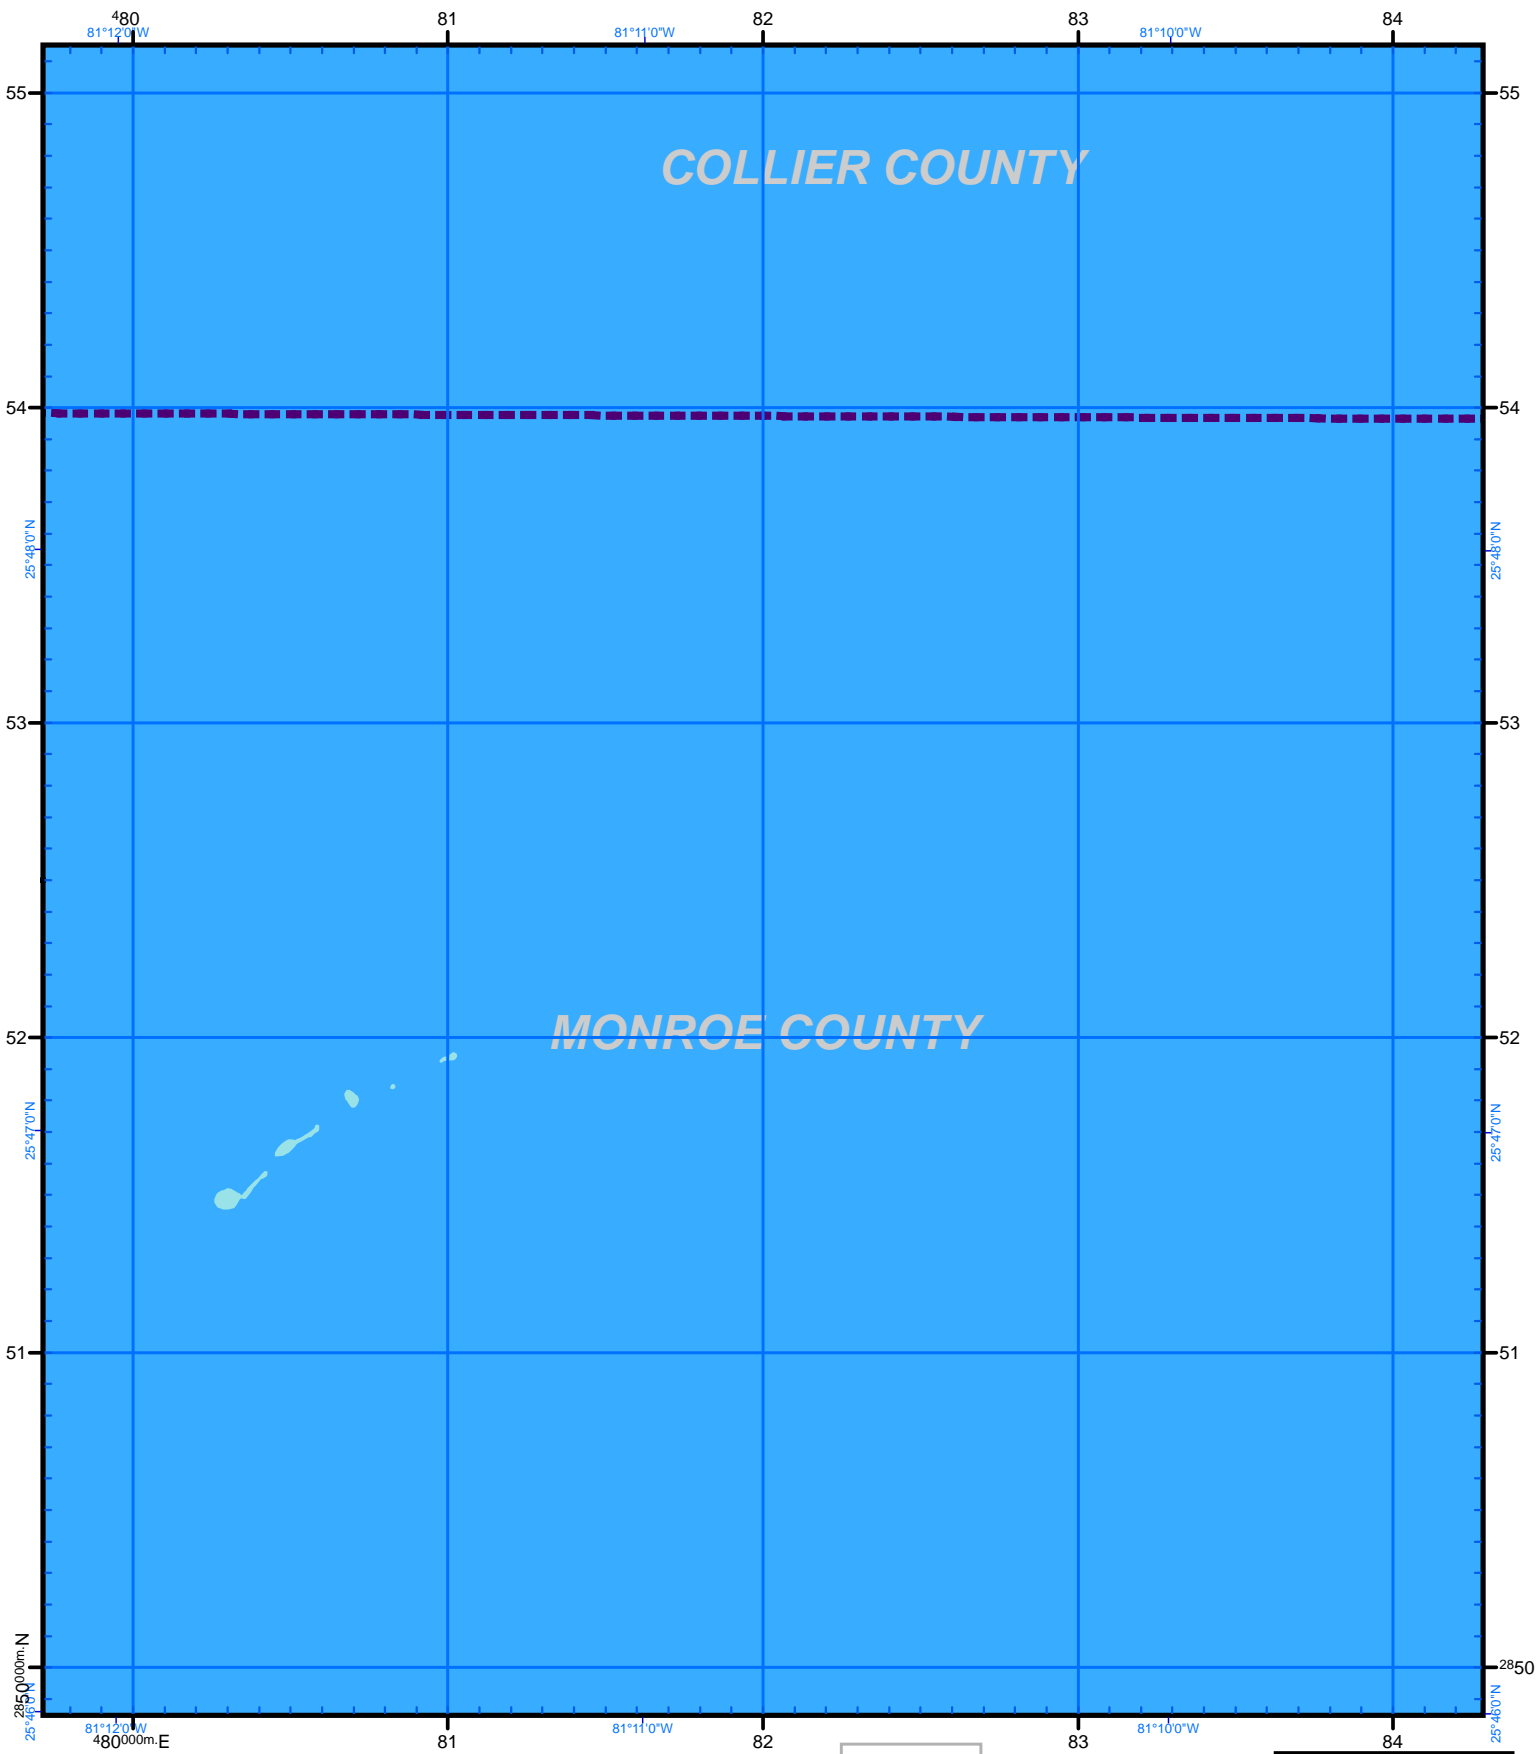 480 81 82 83 84
81°12'0"W 81°11'0"W 81°10'0"W
55 55
COLLIER COUNTY
54 54
25°48'0"N 25°48'0"N
53 53
52 MONROE COUNTY 52
25°47'0"N 25°47'0"N
51 51
2850000m.N 2850
25°46'0"N 25°46'0"N
81°12'0"W 81°11'0"W 81°10'0"W
480000m.E 81 82 83 84